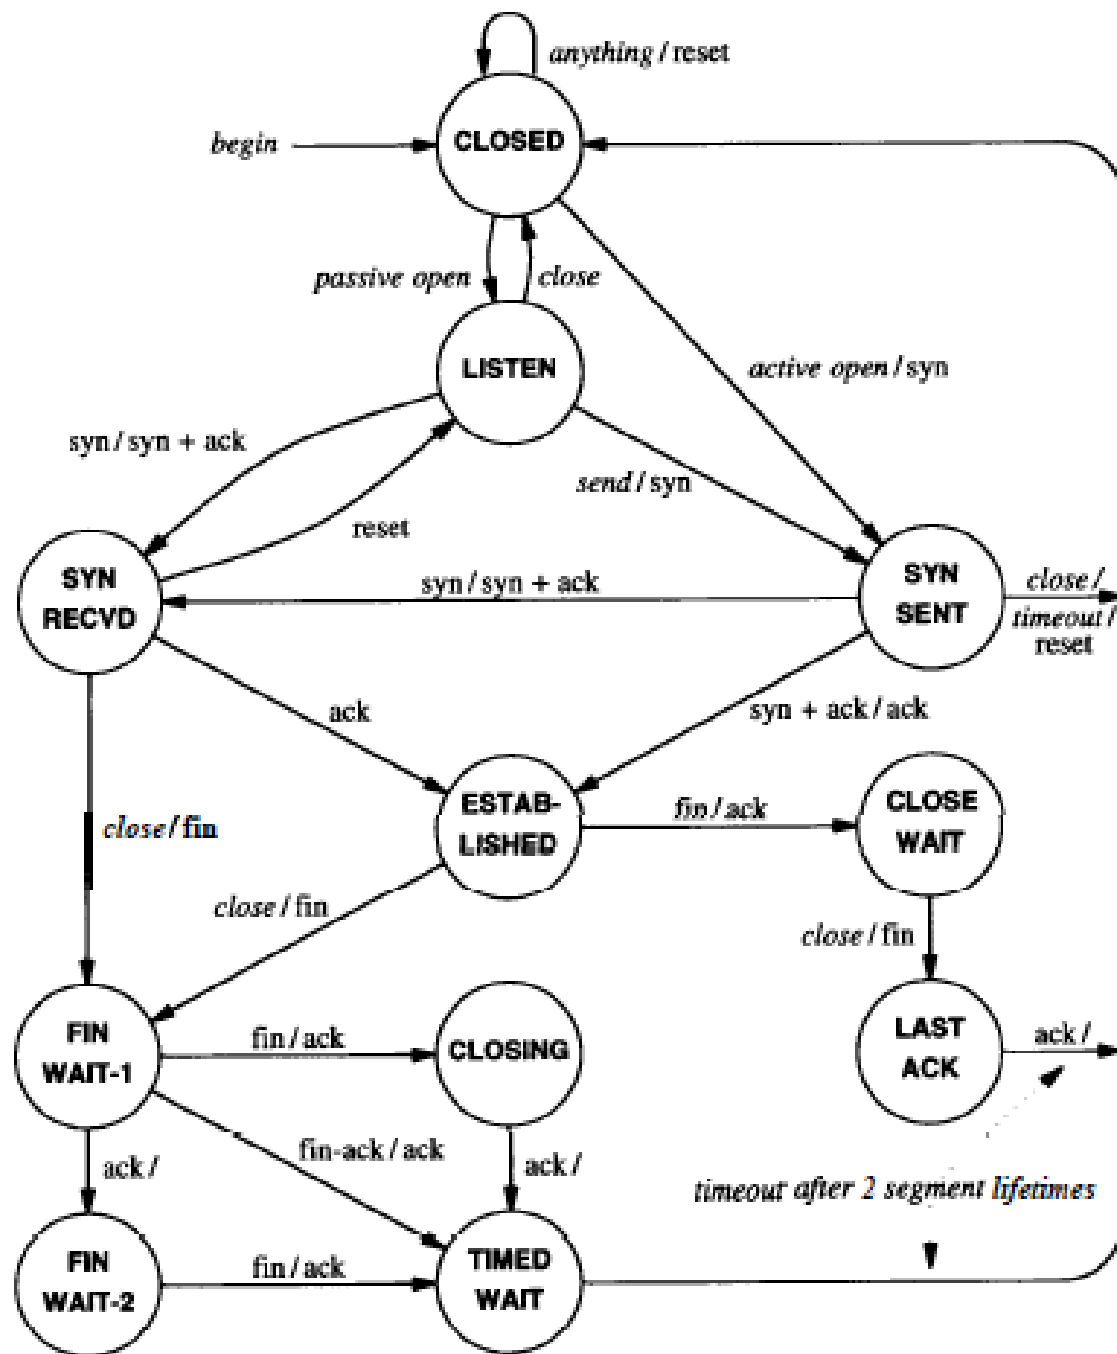 anything / reset
begin
CLOSED
passive open
close
LISTEN
active open / syn
syn / syn + ack
send / syn
reset
SYN
RECVD
syn / syn + ack
SYN
SENT
close /
timeout /
reset
ack
syn + ack / ack
ESTAB-
LISHED
fin / ack
CLOSE
WAIT
close / fin
close / fin
close / fin
FIN
WAIT-1
fin / ack
CLOSING
LAST
ACK
ack /
ack /
fin-ack / ack
ack /
timeout after 2 segment lifetimes
FIN
WAIT-2
fin / ack
TIMED
WAIT